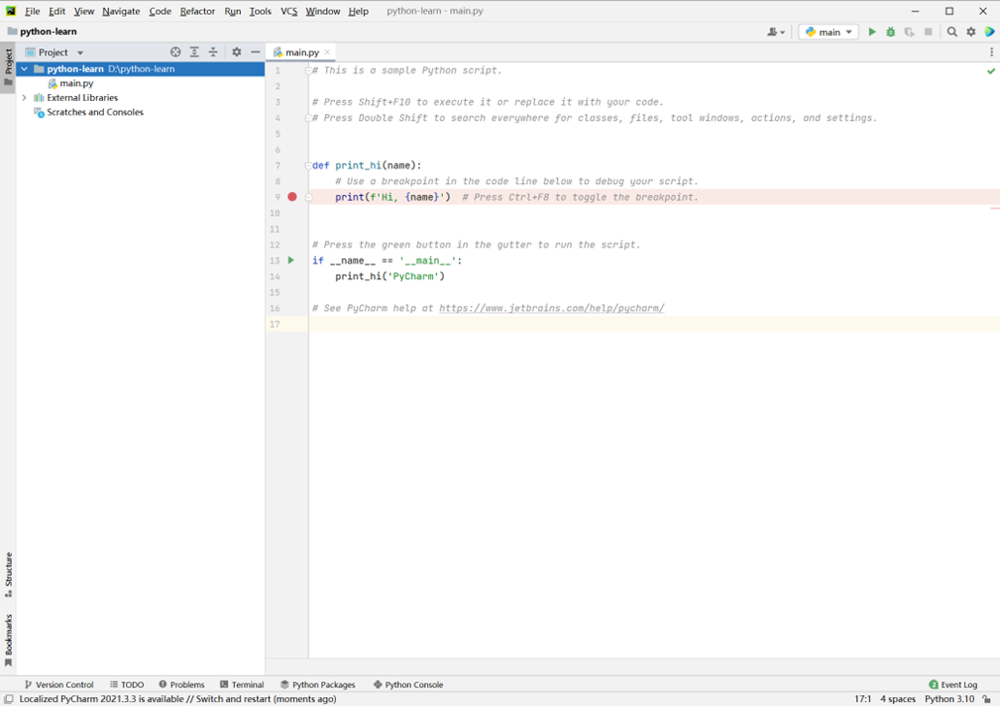 File Edit View Navigate Code Refactor Run Tools VCS Window Help python-learn - main.py
python-learn
main
Project
Project
python-learn D:\python-learn
main.py
External Libraries
Scratches and Consoles
Structure
Bookmarks
main.py
1 # This is a sample Python script.
2
3 # Press Shift+F10 to execute it or replace it with your code.
4 # Press Double Shift to search everywhere for classes, files, tool windows, actions, and settings.
5
6
7 def print_hi(name):
8 # Use a breakpoint in the code line below to debug your script.
9 print(f'Hi, {name}') # Press Ctrl+F8 to toggle the breakpoint.
10
11
12 # Press the green button in the gutter to run the script.
13 if __name__ == '__main__':
14 print_hi('PyCharm')
15
16 # See PyCharm help at https://www.jetbrains.com/help/pycharm/
17
Version Control TODO Problems Terminal Python Packages Python Console 2 Event Log
Localized PyCharm 2021.3.3 is available // Switch and restart (moments ago) 17:1 4 spaces Python 3.10